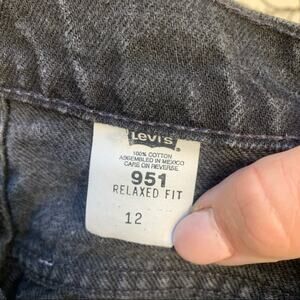 Levi's
100% COTTON
ASSEMBLED IN MEXICO
CARE ON REVERSE
951
RELAXED FIT
12